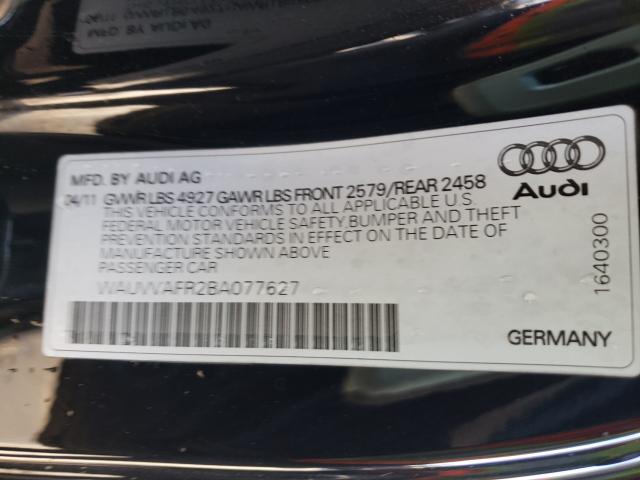 MFD. BY AUDI AG
04/11 GVWR LBS 4927 GAWR LBS FRONT 2579/REAR 2458
THIS VEHICLE CONFORMS TO ALL APPLICABLE U.S.
FEDERAL MOTOR VEHICLE SAFETY,BUMPER AND THEFT
PREVENTION STANDARDS IN EFFECT ON THE DATE OF
MANUFACTURE SHOWN ABOVE
PASSENGER CAR
WAUVVAFR2BA077627
Audi
1640300
GERMANY